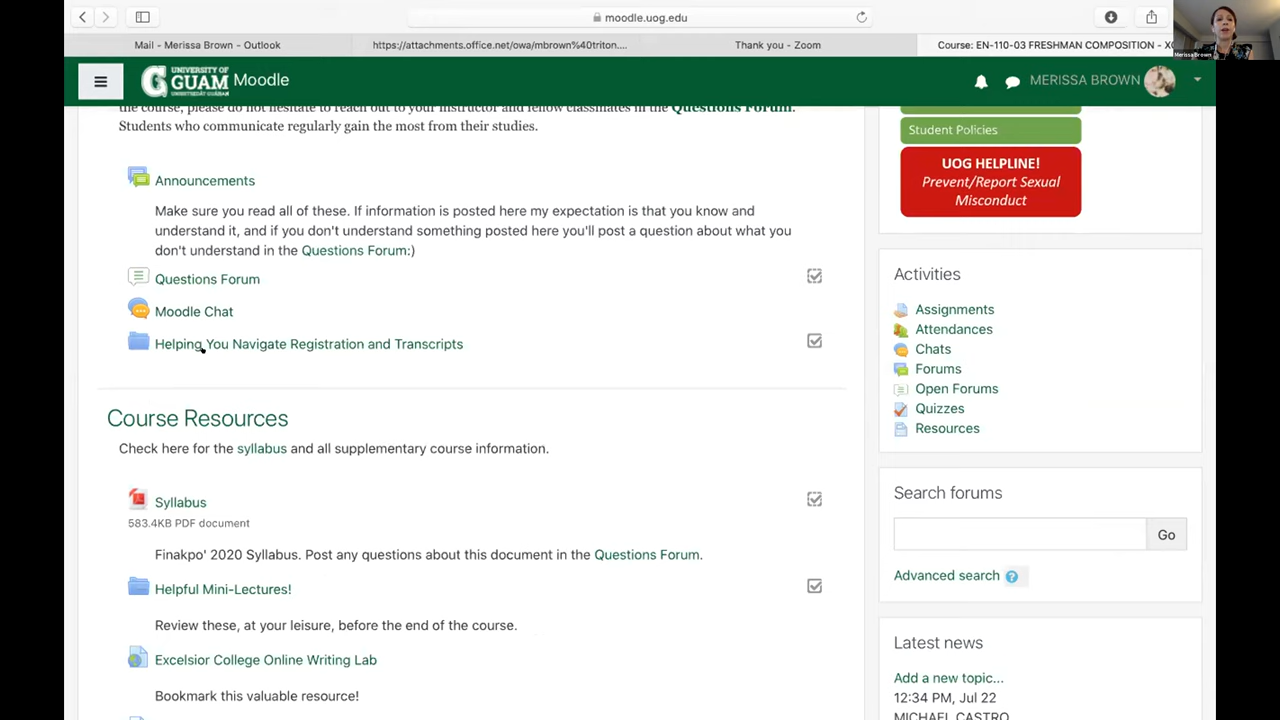 moodle.uog.edu
Mail - Merissa Brown - Outlook
https://attachments.office.net/owa/mbrown%40triton....
Thank you - Zoom
Course: EN-110-03 FRESHMAN COMPOSITION - X
Merissa Brown
UNIVERSITY OF
GUAM
UNIBETSEDÅT GUÅHAN
Moodle
MERISSA BROWN
the course, please do not hesitate to reach out to your instructor and fellow classmates in the Questions Forum.
Students who communicate regularly gain the most from their studies.
Announcements
Make sure you read all of these. If information is posted here my expectation is that you know and
understand it, and if you don't understand something posted here you'll post a question about what you
don't understand in the Questions Forum:)
Questions Forum
Moodle Chat
Helping You Navigate Registration and Transcripts
Course Resources
Check here for the syllabus and all supplementary course information.
Syllabus
583.4KB PDF document
Finakpo' 2020 Syllabus. Post any questions about this document in the Questions Forum.
Helpful Mini-Lectures!
Review these, at your leisure, before the end of the course.
Excelsior College Online Writing Lab
Bookmark this valuable resource!
Student Policies
UOG HELPLINE!
Prevent/Report Sexual
Misconduct
Activities
Assignments
Attendances
Chats
Forums
Open Forums
Quizzes
Resources
Search forums
Go
Advanced search
Latest news
Add a new topic...
12:34 PM, Jul 22
MICHAEL CASTRO